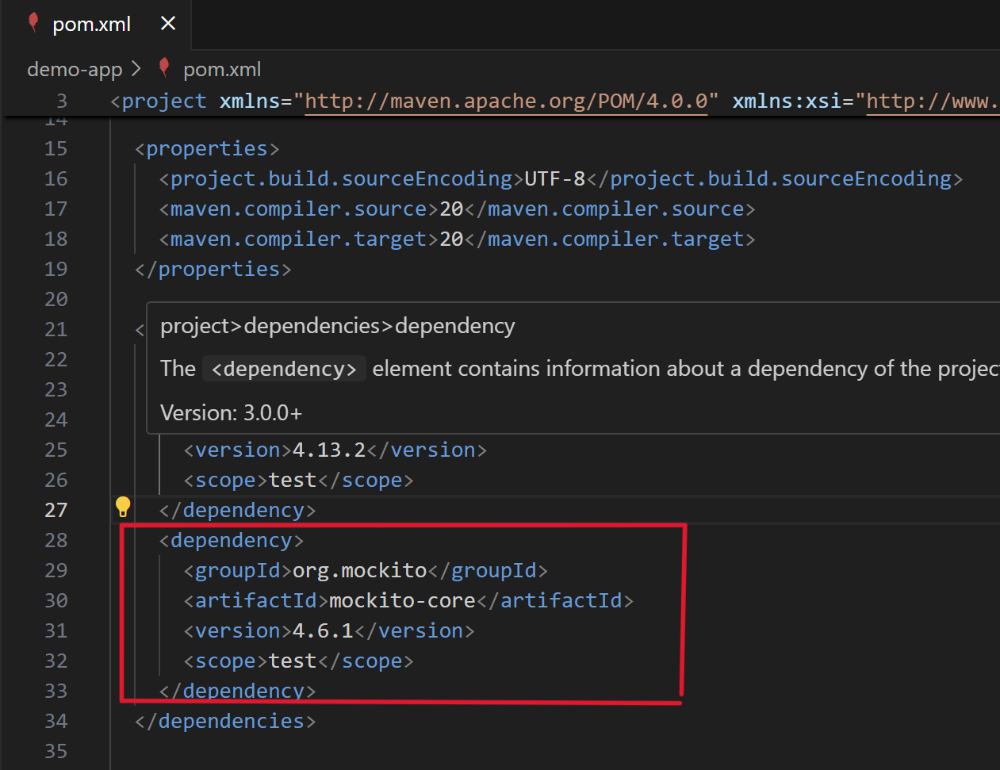 pom.xml
demo-app > pom.xml
3 <project xmlns="http://maven.apache.org/POM/4.0.0" xmlns:xsi="http://www.
14
15 <properties>
16 <project.build.sourceEncoding>UTF-8</project.build.sourceEncoding>
17 <maven.compiler.source>20</maven.compiler.source>
18 <maven.compiler.target>20</maven.compiler.target>
19 </properties>
20
21 <
project>dependencies>dependency
22
The <dependency> element contains information about a dependency of the projec
23
24
Version: 3.0.0+
25 <version>4.13.2</version>
26 <scope>test</scope>
27 </dependency>
28 <dependency>
29 <groupId>org.mockito</groupId>
30 <artifactId>mockito-core</artifactId>
31 <version>4.6.1</version>
32 <scope>test</scope>
33 </dependency>
34 </dependencies>
35